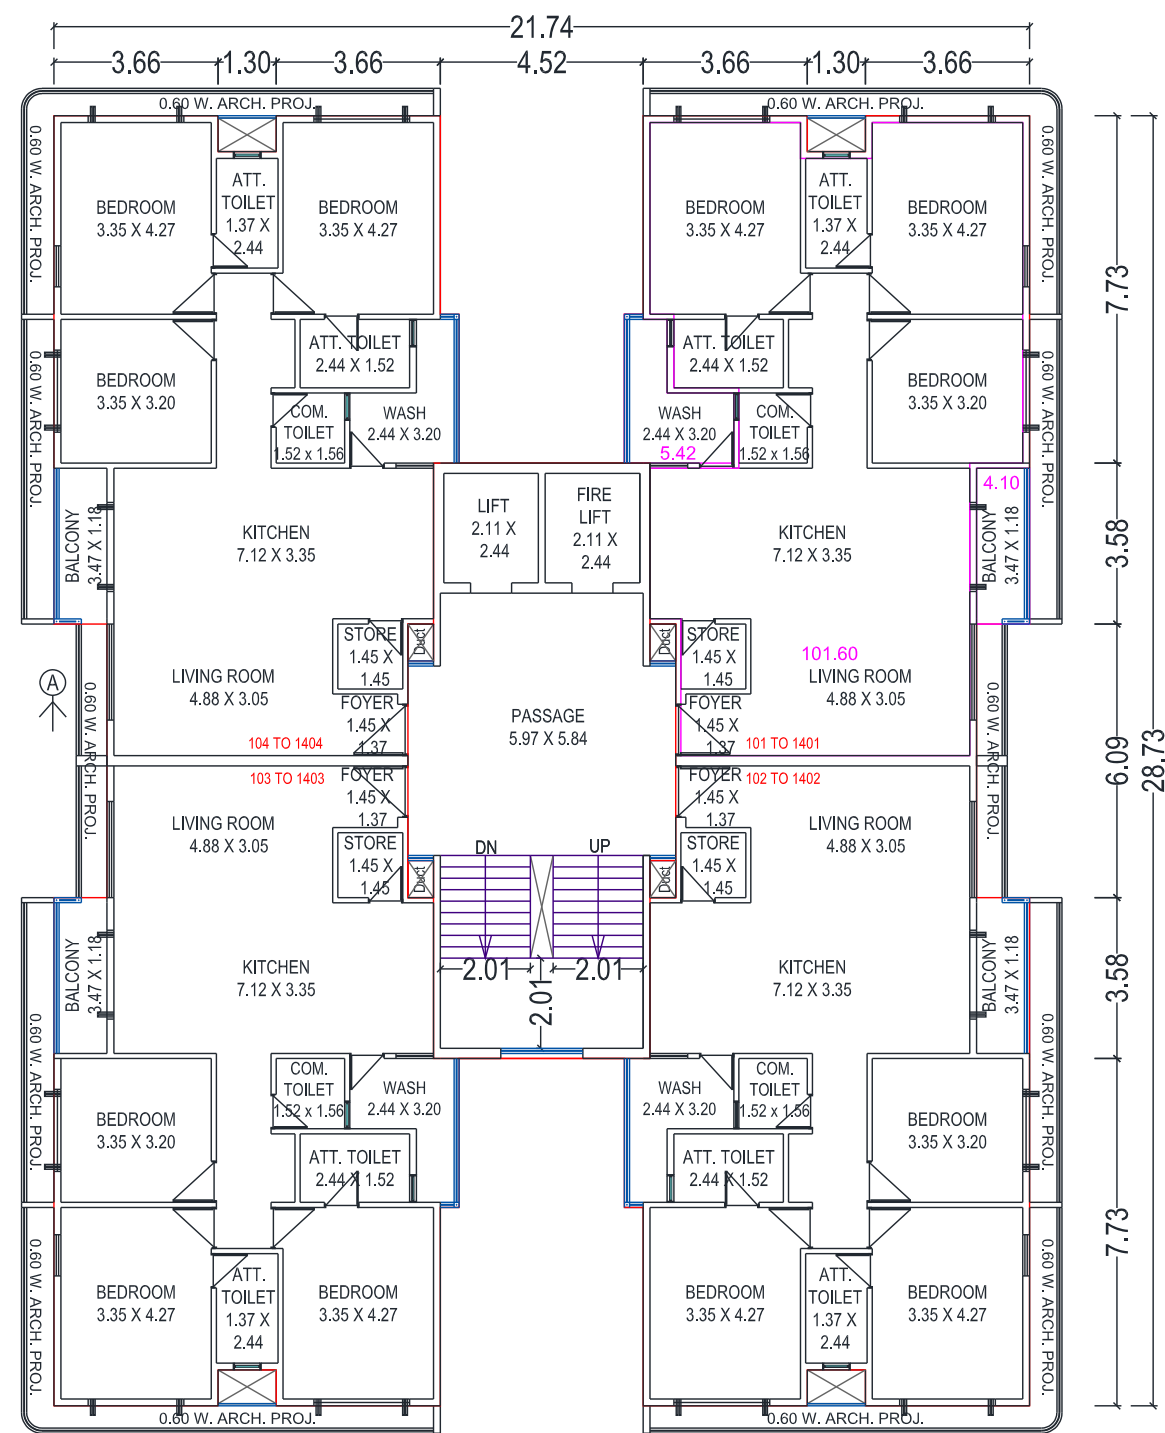 21.74
3.66 1.30 3.66 4.52 3.66 1.30 3.66
0.60 W. ARCH. PROJ.
0.60 W. ARCH. PROJ.
0.60 W. ARCH. PROJ.
0.60 W. ARCH. PROJ.
BEDROOM
3.35 X 4.27
ATT.
TOILET
1.37 X
2.44
BEDROOM
3.35 X 4.27
BEDROOM
3.35 X 4.27
ATT.
TOILET
1.37 X
2.44
BEDROOM
3.35 X 4.27
7.73
28.73
0.60 W. ARCH. PROJ.
BEDROOM
3.35 X 3.20
ATT. TOILET
2.44 X 1.52
ATT. TOILET
2.44 X 1.52
BEDROOM
3.35 X 3.20
0.60 W. ARCH. PROJ.
COM.
TOILET
1.52 x 1.56
WASH
2.44 X 3.20
WASH
2.44 X 3.20
5.42
COM.
TOILET
1.52 x 1.56
4.10
BALCONY
3.47 X 1.18
KITCHEN
7.12 X 3.35
LIFT
2.11 X
2.44
FIRE
LIFT
2.11 X
2.44
KITCHEN
7.12 X 3.35
BALCONY
3.47 X 1.18
3.58
STORE
1.45 X
1.45
Duct
Duct
STORE
1.45 X
1.45
101.60
A
0.60 W. ARCH. PROJ.
LIVING ROOM
4.88 X 3.05
FOYER
1.45 X
1.37
104 TO 1404
PASSAGE
5.97 X 5.84
FOYER
1.45 X
1.37
101 TO 1401
LIVING ROOM
4.88 X 3.05
0.60 W. ARCH. PROJ.
6.09
103 TO 1403
FOYER
1.45 X
1.37
FOYER
1.45 X
1.37
102 TO 1402
LIVING ROOM
4.88 X 3.05
STORE
1.45 X
1.45
Duct
DN
UP
Duct
STORE
1.45 X
1.45
LIVING ROOM
4.88 X 3.05
BALCONY
3.47 X 1.18
KITCHEN
7.12 X 3.35
2.01
2.01
2.01
KITCHEN
7.12 X 3.35
BALCONY
3.47 X 1.18
3.58
0.60 W. ARCH. PROJ.
BEDROOM
3.35 X 3.20
COM.
TOILET
1.52 x 1.56
WASH
2.44 X 3.20
WASH
2.44 X 3.20
COM.
TOILET
1.52 x 1.56
BEDROOM
3.35 X 3.20
0.60 W. ARCH. PROJ.
ATT. TOILET
2.44 X 1.52
ATT. TOILET
2.44 X 1.52
7.73
0.60 W. ARCH. PROJ.
BEDROOM
3.35 X 4.27
ATT.
TOILET
1.37 X
2.44
BEDROOM
3.35 X 4.27
BEDROOM
3.35 X 4.27
ATT.
TOILET
1.37 X
2.44
BEDROOM
3.35 X 4.27
0.60 W. ARCH. PROJ.
0.60 W. ARCH. PROJ.
0.60 W. ARCH. PROJ.